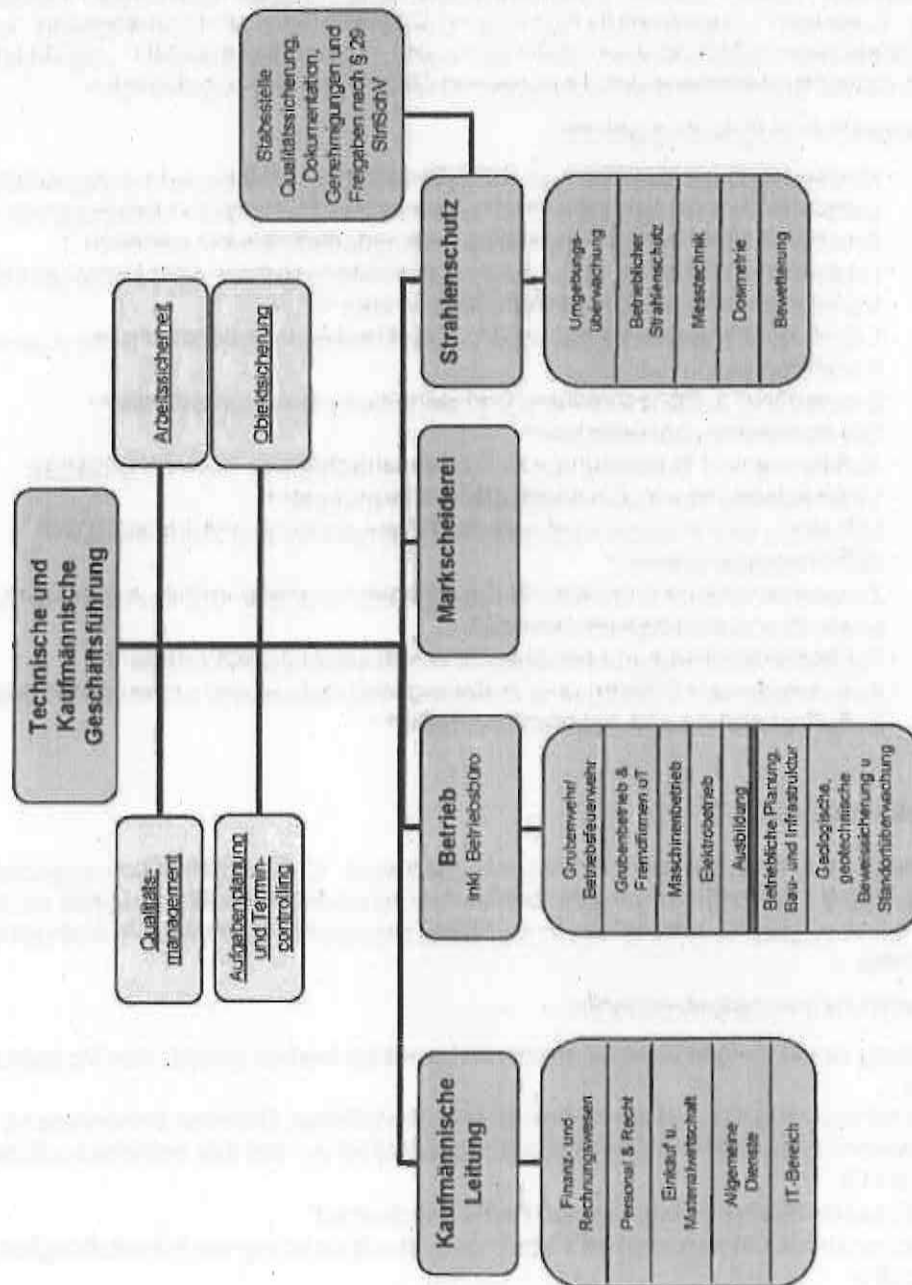 Technische und
Kaufmännische
Geschäftsführung
Qualitäts-
management
Arbeitssicherheit
Aufgabenplanung
und Termin-
controlling
Objektsicherung
Stabsstelle
Qualitätssicherung,
Dokumentation,
Genehmigungen und
Freigaben nach § 29
StrlSchV
Kaufmännische
Leitung
Finanz- und
Rechnungswesen
Personal & Recht
Einkauf u
Materialwirtschaft
Allgemeine
Dienste
IT-Bereich
Betrieb
inkl. Betriebsbüro
Grubenwehr/
Betriebsfeuerwehr
Grubenbetrieb &
Fremdfirmen uT
Maschinenbetrieb
Elektrobetrieb
Ausbildung
Betriebliche Planung,
Bau- und Infrastruktur
Geologische,
geotechnische
Beweissicherung u
Standortüberwachung
Markscheiderei
Strahlenschutz
Umgebungs-
überwachung
Betrieblicher
Strahlenschutz
Messtechnik
Dosimetrie
Bewetterung